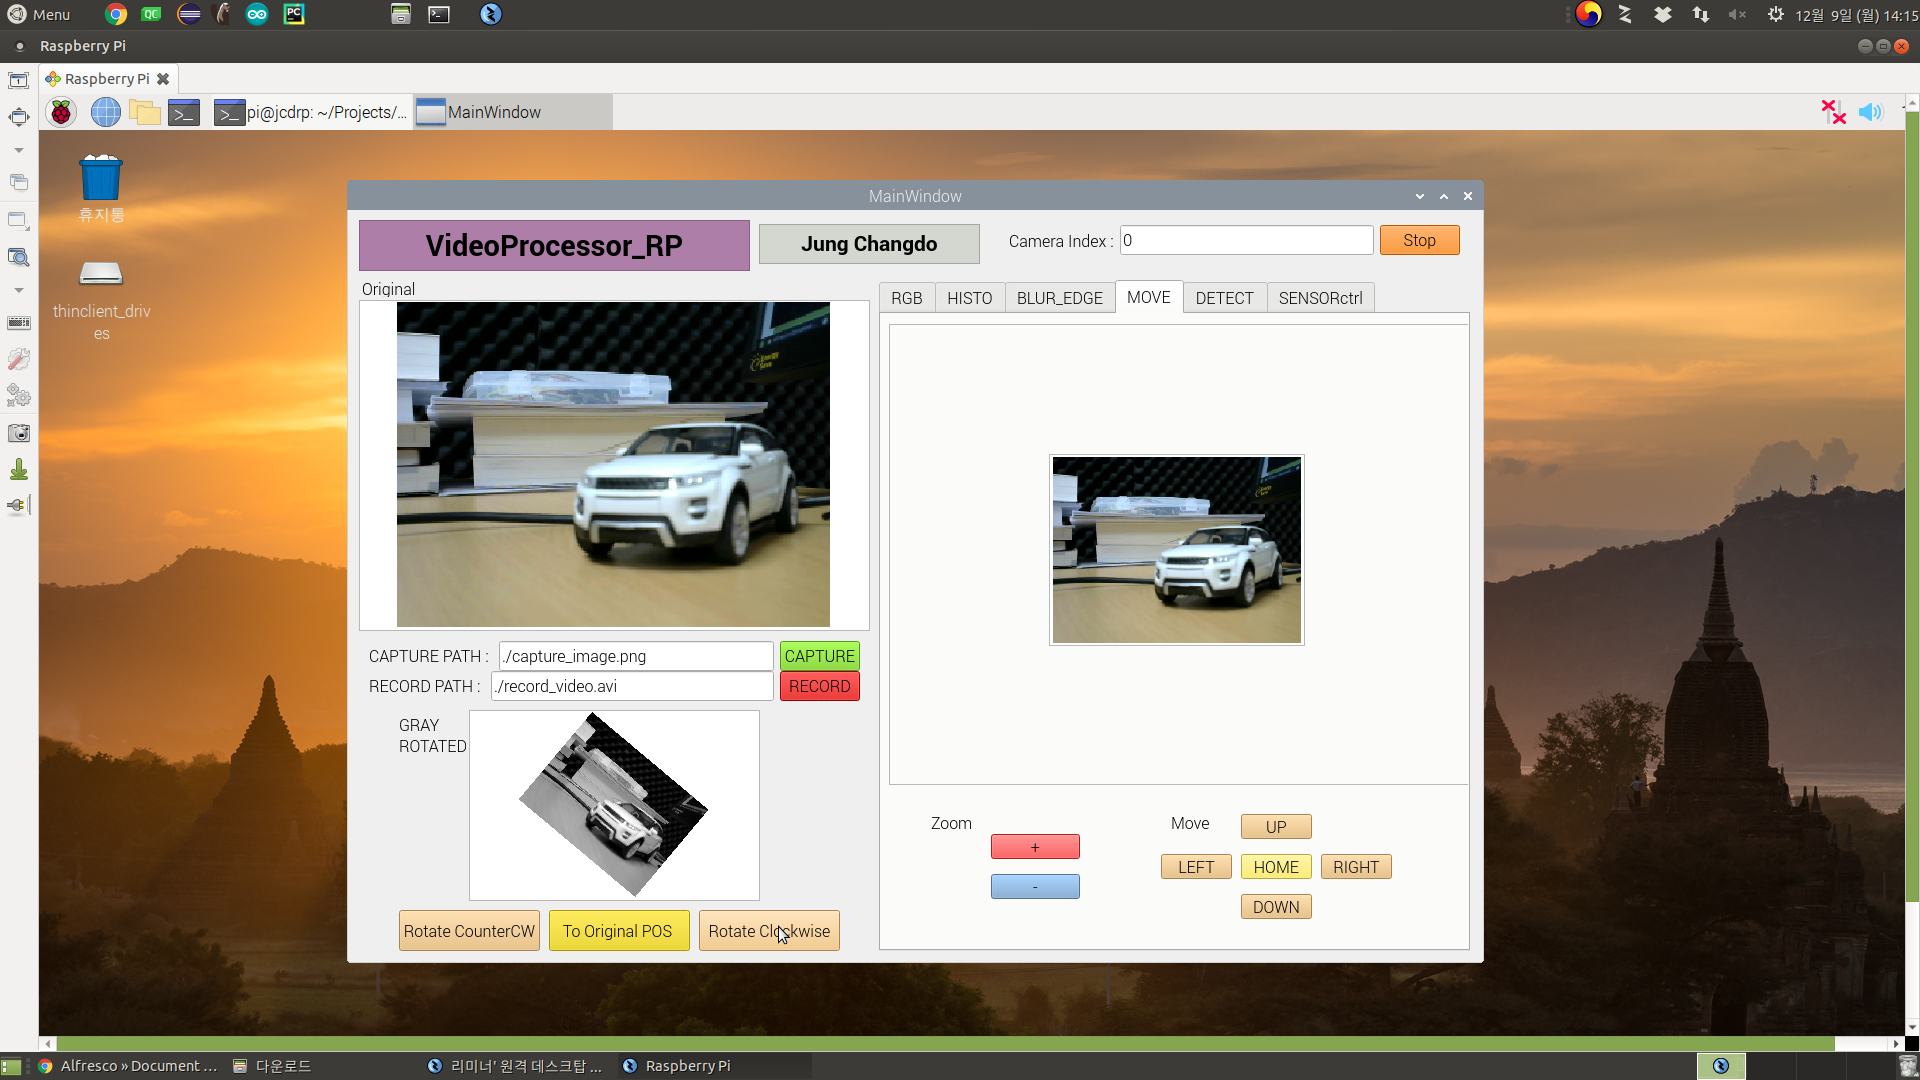 Menu
QC
PC
12월 9일 (월) 14:15
Raspberry Pi
Raspberry Pi
pi@jcdrp: ~/Projects/...
MainWindow
휴지통
thinclient_driv
es
MainWindow
VideoProcessor_RP
Jung Changdo
Camera Index :
0
Stop
Original
RGB
HISTO
BLUR_EDGE
MOVE
DETECT
SENSORctrl
CAPTURE PATH :
./capture_image.png
CAPTURE
RECORD PATH :
./record_video.avi
RECORD
GRAY
ROTATED
Zoom
+
-
Move
UP
LEFT
HOME
RIGHT
DOWN
Rotate CounterCW
To Original POS
Rotate Clockwise
Alfresco » Document ...
다운로드
리미너' 원격 데스크탑 ...
Raspberry Pi